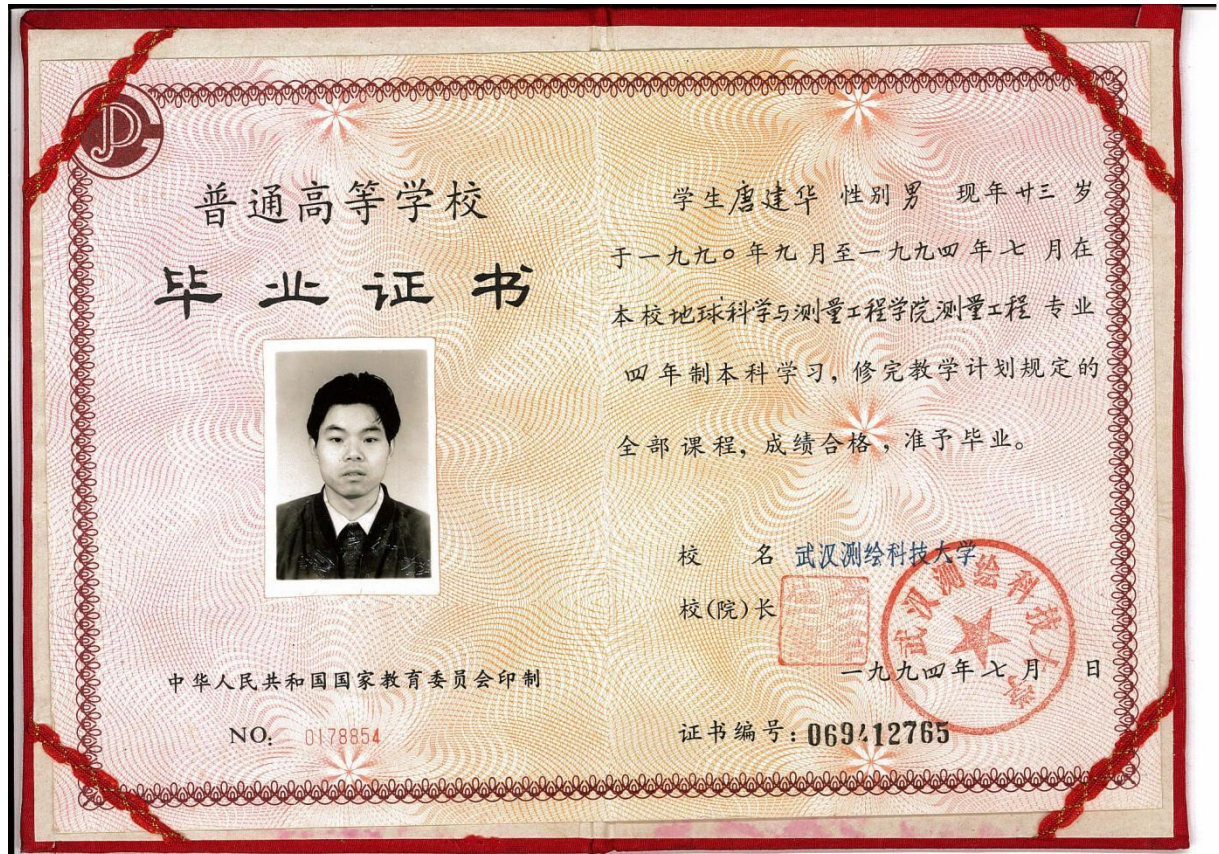 普通高等学校
毕业证书
中华人民共和国国家教育委员会印制
NO: 0178854
学生唐建华 性别男 现年廿三岁
于一九九〇年九月至一九九四年七月在
本校地球科学与测量工程学院测量工程 专业
四年制本科学习,修完教学计划规定的
全部课程,成绩合格,准予毕业。
校 名 武汉测绘科技大学
校(院)长
武汉测绘科技大学
一九九四年七月 日
证书编号:069412765